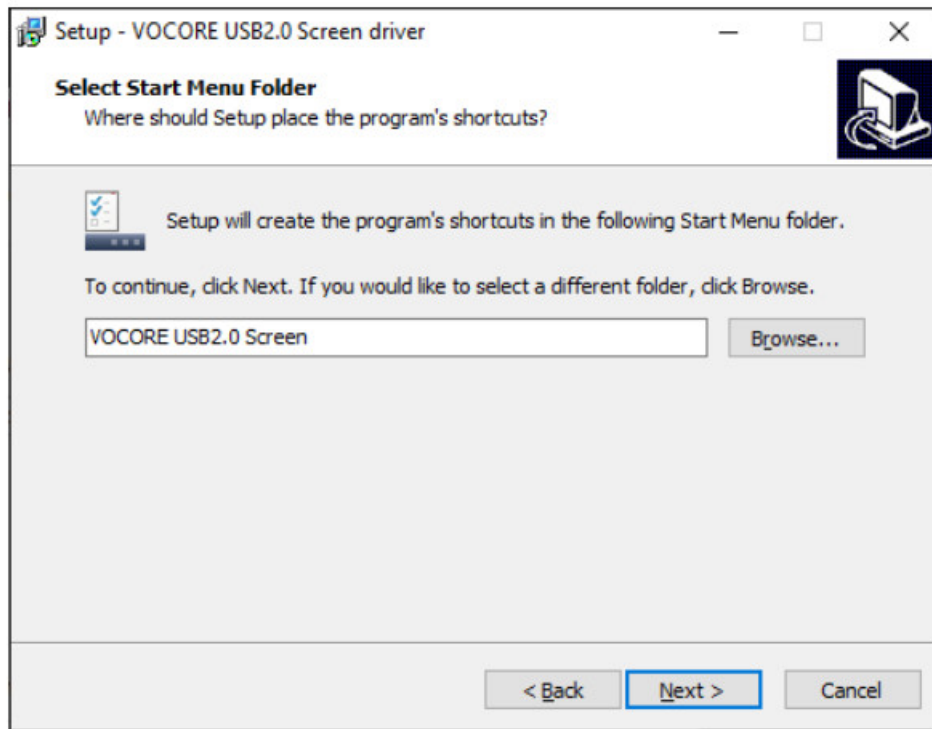 Setup - VOCORE USB2.0 Screen driver
Select Start Menu Folder
Where should Setup place the program's shortcuts?
Setup will create the program's shortcuts in the following Start Menu folder.
To continue, click Next. If you would like to select a different folder, click Browse.
VOCORE USB2.0 Screen
Browse...
< Back
Next >
Cancel